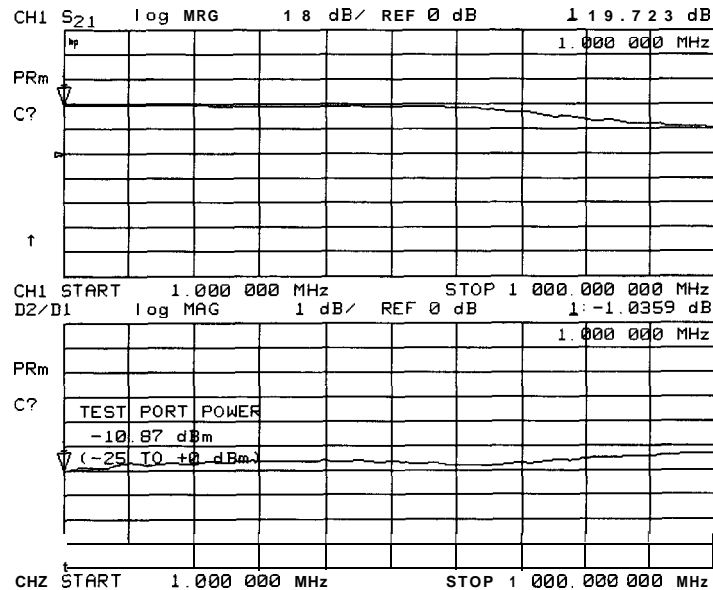 CH1 S21 log MRG 18 dB/ REF 0 dB 1 19.723 dB
hp 1.000 000 MHz
PRm
C?
↑
CH1 START 1.000 000 MHz STOP 1 000.000 000 MHz
D2/D1 log MAG 1 dB/ REF 0 dB 1:-1.0359 dB
1.000 000 MHz
PRm
C?
TEST PORT POWER
-10.87 dBm
(-25 TO +0 dBm)
CHZ START 1.000 000 MHz STOP 1 000.000 000 MHz